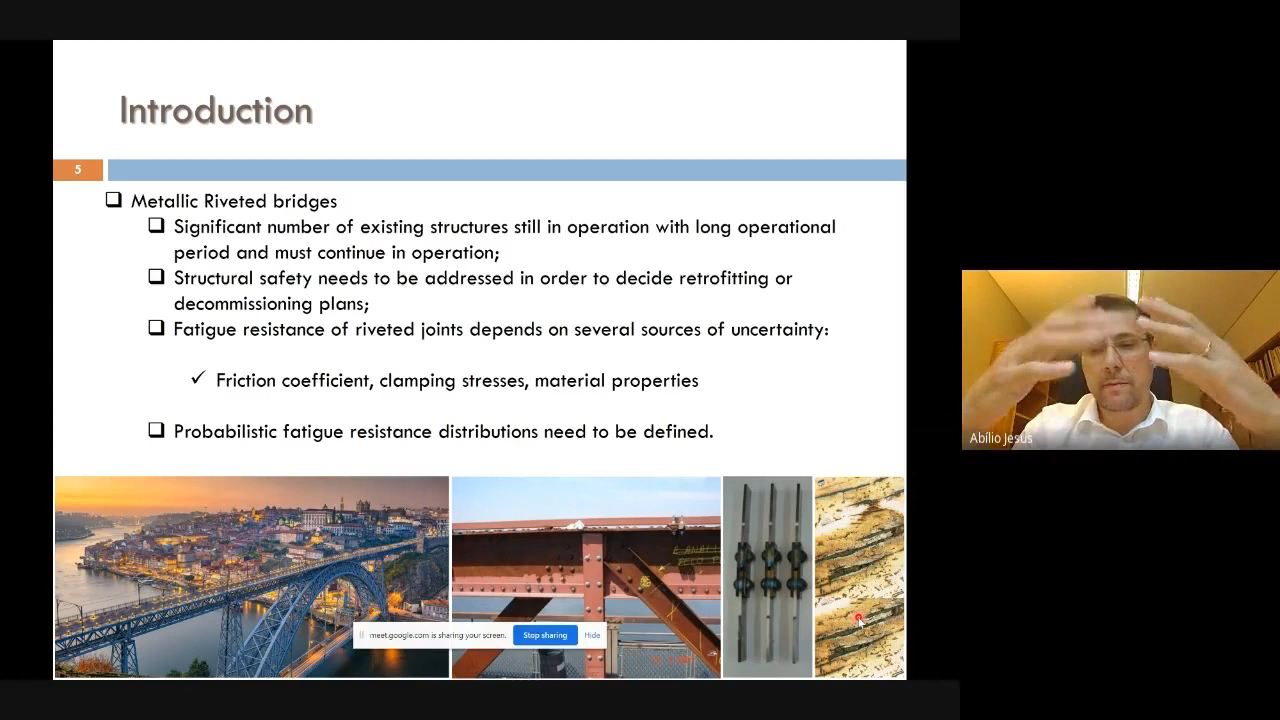 Introduction
5
Metallic Riveted bridges
Significant number of existing structures still in operation with long operational
period and must continue in operation;
Structural safety needs to be addressed in order to decide retrofitting or
decommissioning plans;
Fatigue resistance of riveted joints depends on several sources of uncertainty:
Friction coefficient, clamping stresses, material properties
Probabilistic fatigue resistance distributions need to be defined.
meet.google.com is sharing your screen.
Stop sharing
Hide
Abílio Jesus